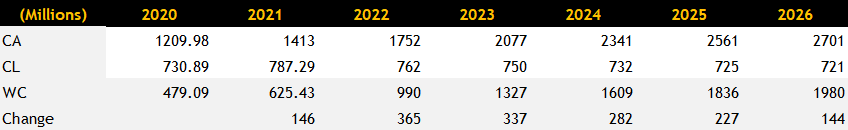 (Millions) 2020 2021 2022 2023 2024 2025 2026
CA 1209.98 1413 1752 2077 2341 2561 2701
CL 730.89 787.29 762 750 732 725 721
WC 479.09 625.43 990 1327 1609 1836 1980
Change 146 365 337 282 227 144